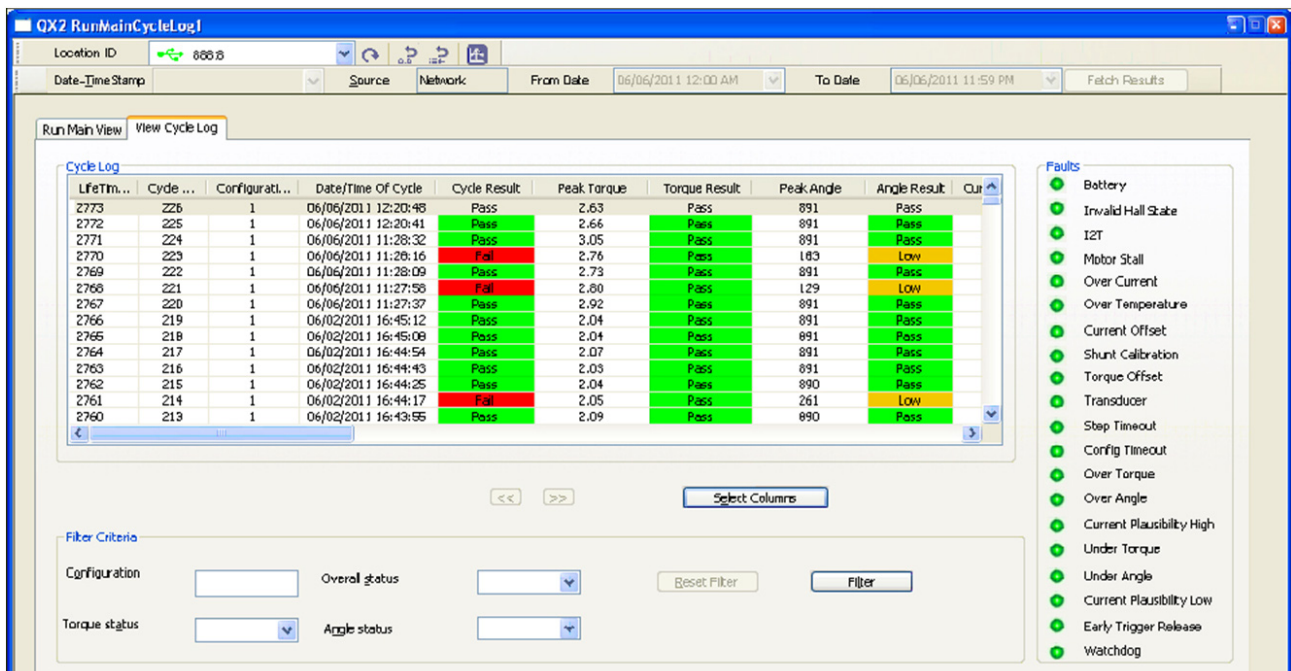 QX2 RunMainCycleLog1
Location ID 888.8
Date-Time Stamp Source Network From Date 06/06/2011 12:00 AM To Date 06/06/2011 11:59 PM Fetch Results
Run Main View View Cycle Log
Cycle Log
LifeTim... Cycle ... Configurati... Date/Time Of Cycle Cycle Result Peak Torque Torque Result Peak Angle Angle Result Cur
2773 226 1 06/06/2011 12:20:48 Pass 2.63 Pass 891 Pass
2772 225 1 06/06/2011 12:20:41 Pass 2.66 Pass 891 Pass
2771 224 1 06/06/2011 11:28:32 Pass 3.05 Pass 891 Pass
2770 223 1 06/06/2011 11:28:16 Fail 2.76 Pass 163 Low
2769 222 1 06/06/2011 11:28:09 Pass 2.73 Pass 891 Pass
2768 221 1 06/06/2011 11:27:58 Fail 2.80 Pass 129 Low
2767 220 1 06/06/2011 11:27:37 Pass 2.92 Pass 891 Pass
2766 219 1 06/02/2011 16:45:12 Pass 2.04 Pass 891 Pass
2765 218 1 06/02/2011 16:45:08 Pass 2.04 Pass 891 Pass
2764 217 1 06/02/2011 16:44:54 Pass 2.07 Pass 891 Pass
2763 216 1 06/02/2011 16:44:43 Pass 2.03 Pass 891 Pass
2762 215 1 06/02/2011 16:44:25 Pass 2.04 Pass 890 Pass
2761 214 1 06/02/2011 16:44:17 Fail 2.05 Pass 261 Low
2760 213 1 06/02/2011 16:43:55 Pass 2.09 Pass 890 Pass
<< >> Select Columns
Filter Criteria
Configuration Overall status Reset Filter Filter
Torque status Angle status
Faults
Battery
Invalid Hall State
I2T
Motor Stall
Over Current
Over Temperature
Current Offset
Shunt Calibration
Torque Offset
Transducer
Step Timeout
Config Timeout
Over Torque
Over Angle
Current Plausibility High
Under Torque
Under Angle
Current Plausibility Low
Early Trigger Release
Watchdog